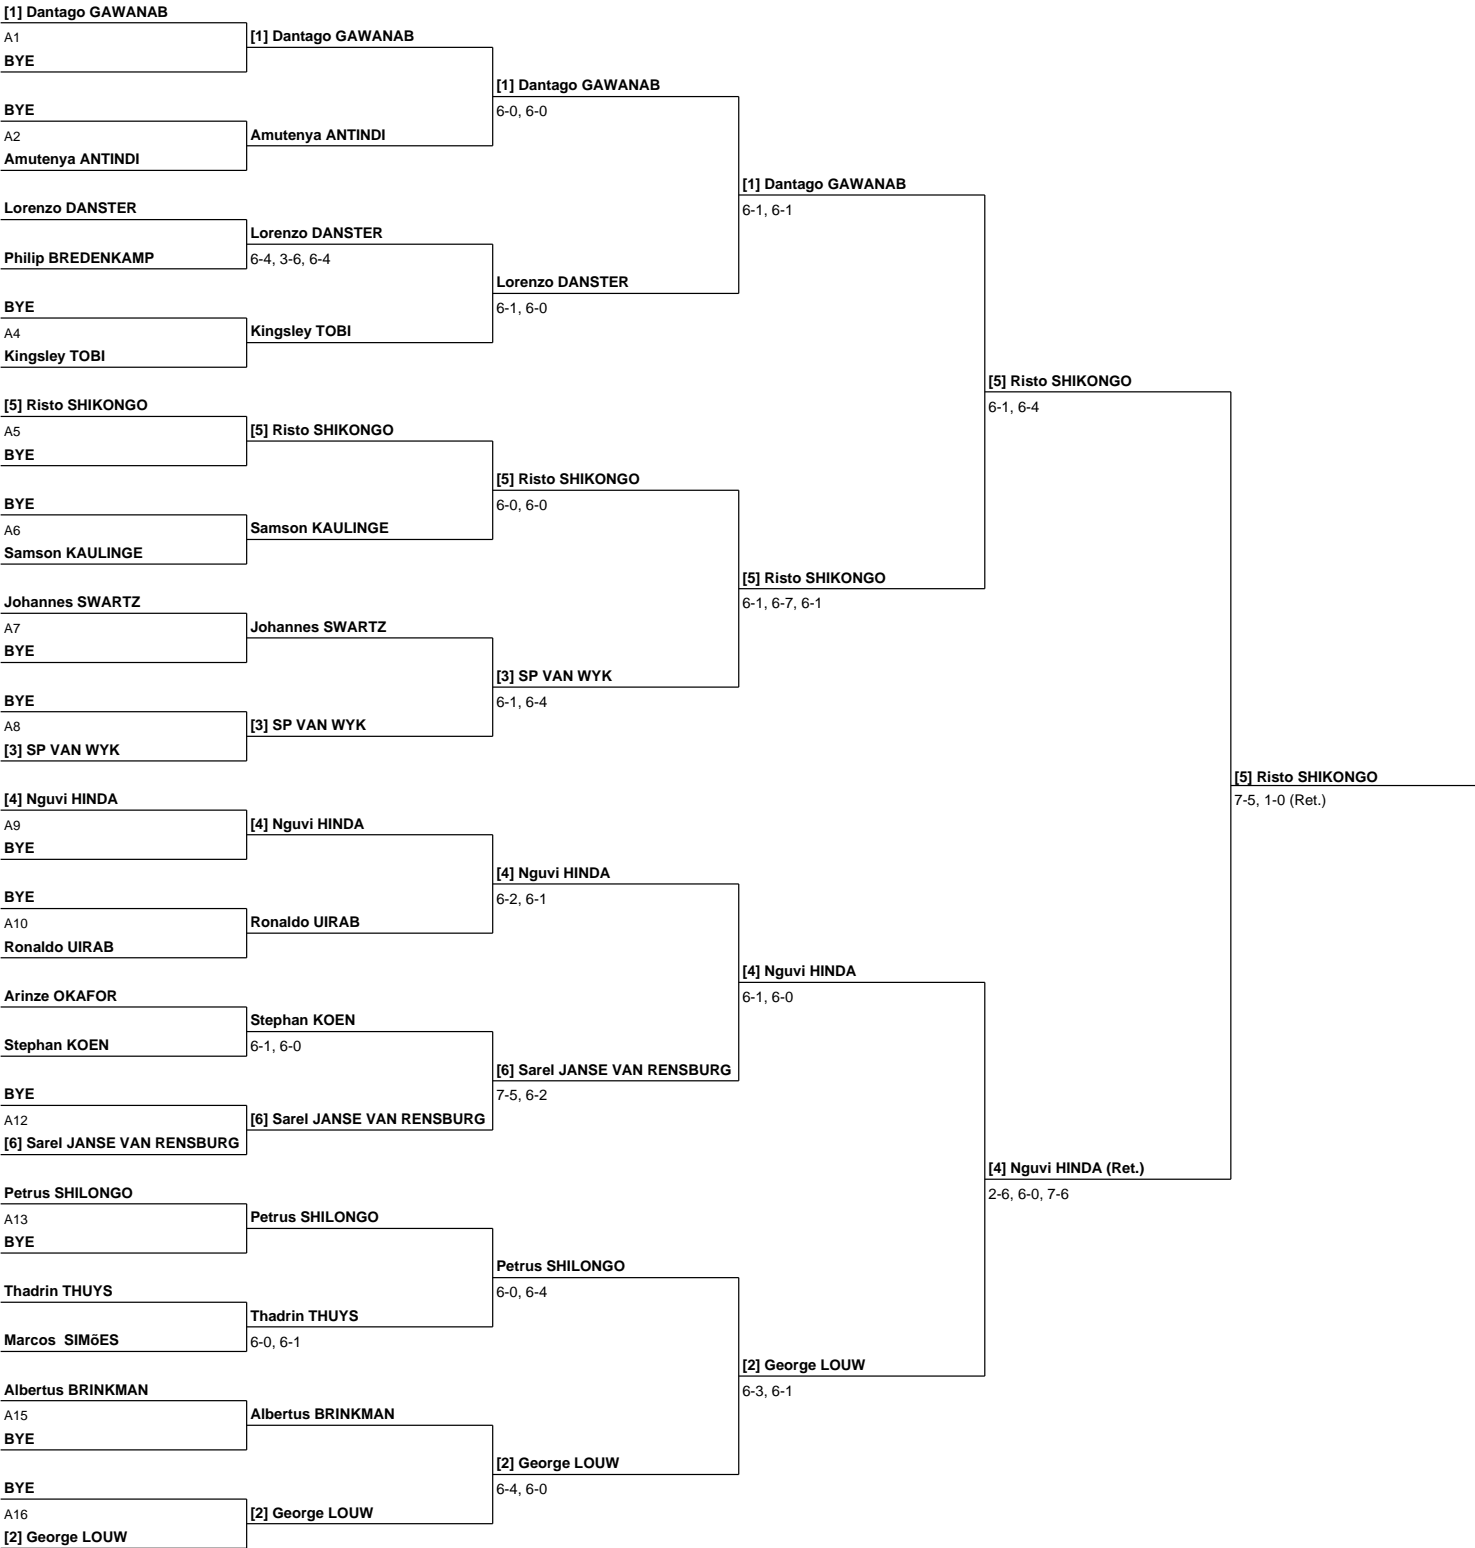 [1] Dantago GAWANAB
A1
BYE
BYE
A2
Amutenya ANTINDI
Lorenzo DANSTER
Philip BREDENKAMP
BYE
A4
Kingsley TOBI
[5] Risto SHIKONGO
A5
BYE
BYE
A6
Samson KAULINGE
Johannes SWARTZ
A7
BYE
BYE
A8
[3] SP VAN WYK
[4] Nguvi HINDA
A9
BYE
BYE
A10
Ronaldo UIRAB
Arinze OKAFOR
Stephan KOEN
BYE
A12
[6] Sarel JANSE VAN RENSBURG
Petrus SHILONGO
A13
BYE
Thadrin THUYS
Marcos  SIMõES
Albertus BRINKMAN
A15
BYE
BYE
A16
[2] George LOUW
[1] Dantago GAWANAB
Amutenya ANTINDI
Lorenzo DANSTER
6-4, 3-6, 6-4
Kingsley TOBI
[5] Risto SHIKONGO
Samson KAULINGE
Johannes SWARTZ
[3] SP VAN WYK
[4] Nguvi HINDA
Ronaldo UIRAB
Stephan KOEN
6-1, 6-0
[6] Sarel JANSE VAN RENSBURG
Petrus SHILONGO
Thadrin THUYS
6-0, 6-1
Albertus BRINKMAN
[2] George LOUW
[1] Dantago GAWANAB
6-0, 6-0
Lorenzo DANSTER
6-1, 6-0
[5] Risto SHIKONGO
6-0, 6-0
[3] SP VAN WYK
6-1, 6-4
[4] Nguvi HINDA
6-2, 6-1
[6] Sarel JANSE VAN RENSBURG
7-5, 6-2
Petrus SHILONGO
6-0, 6-4
[2] George LOUW
6-4, 6-0
[1] Dantago GAWANAB
6-1, 6-1
[5] Risto SHIKONGO
6-1, 6-7, 6-1
[4] Nguvi HINDA
6-1, 6-0
[2] George LOUW
6-3, 6-1
[5] Risto SHIKONGO
6-1, 6-4
[4] Nguvi HINDA (Ret.)
2-6, 6-0, 7-6
[5] Risto SHIKONGO
7-5, 1-0 (Ret.)